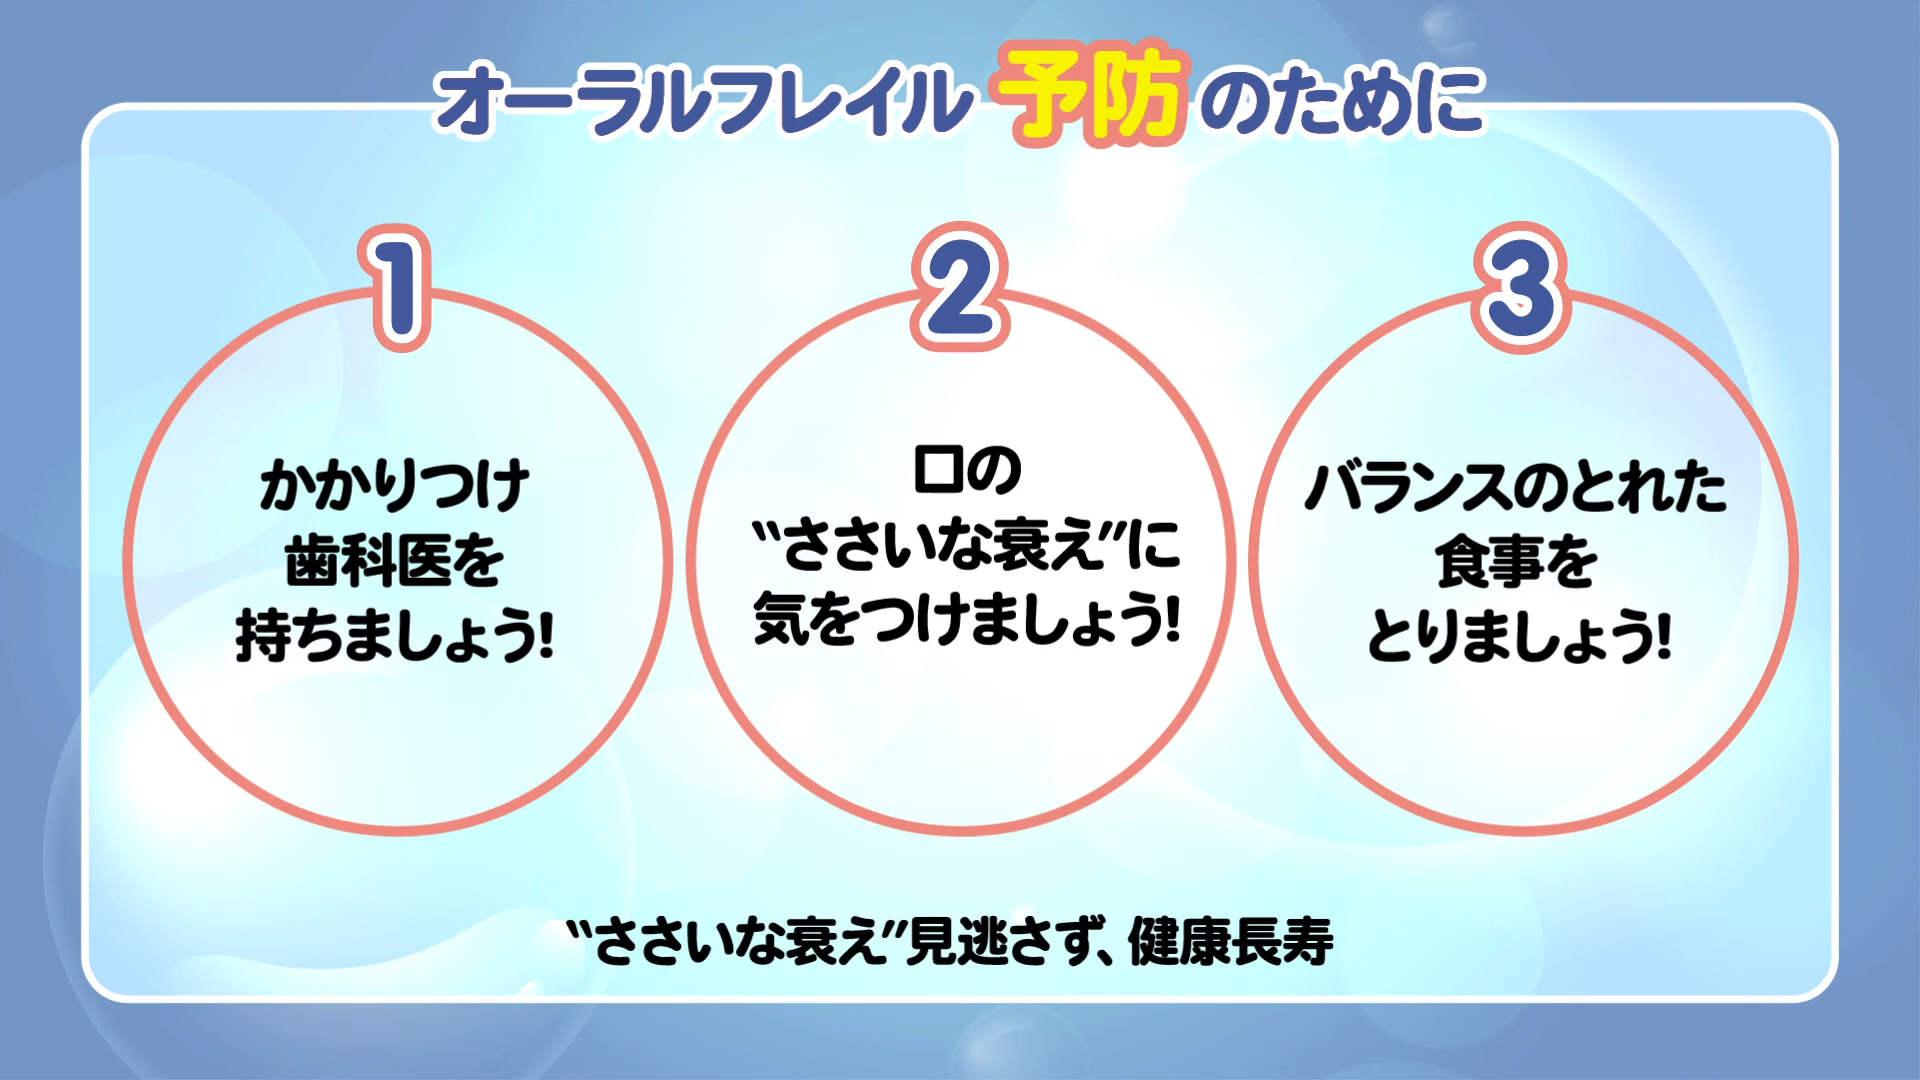 オーラルフレイル予防のために
1
かかりつけ
歯科医を
持ちましょう!
2
口の
“ささいな衰え”に
気をつけましょう!
3
バランスのとれた
食事を
とりましょう!
“ささいな衰え”見逃さず、健康長寿